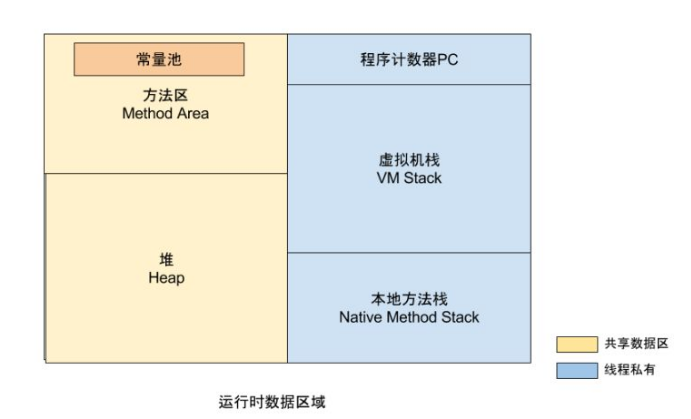 常量池
方法区
Method Area
堆
Heap
程序计数器PC
虚拟机栈
VM Stack
本地方法栈
Native Method Stack
共享数据区
线程私有
运行时数据区域